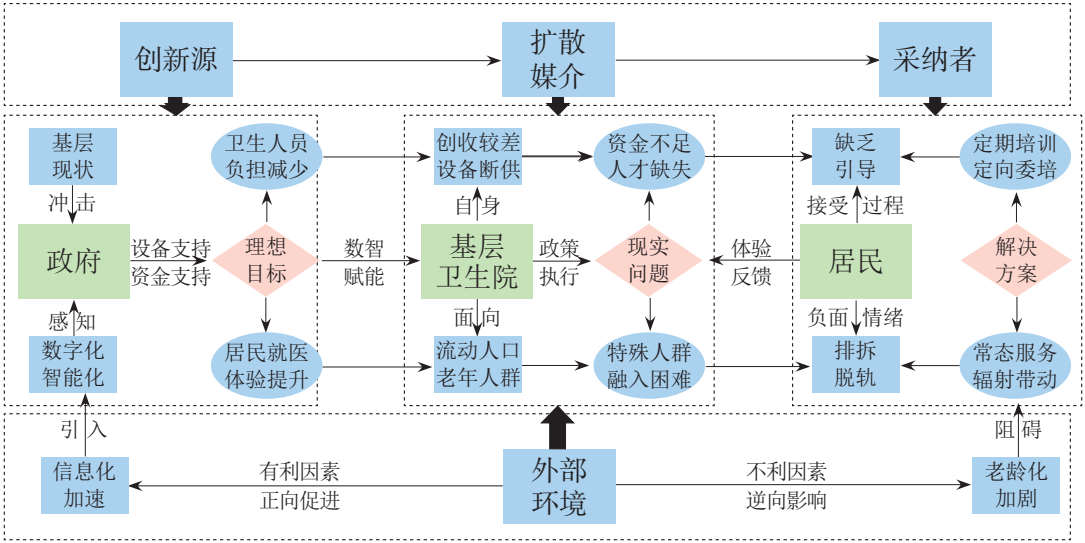 创新源
扩散
媒介
采纳者
基层
现状
冲击
政府
感知
数字化
智能化
设备支持
资金支持
卫生人员
负担减少
理想
目标
居民就医
体验提升
数智
赋能
创收较差
设备断供
自身
基层
卫生院
面向
流动人口
老年人群
政策
执行
资金不足
人才缺失
现实
问题
特殊人群
融入困难
体验
反馈
缺乏
引导
接受过程
居民
负面情绪
排拆
脱轨
定期培训
定向委培
解决
方案
常态服务
辐射带动
引入
信息化
加速
有利因素
正向促进
外部
环境
不利因素
逆向影响
阻碍
老龄化
加剧